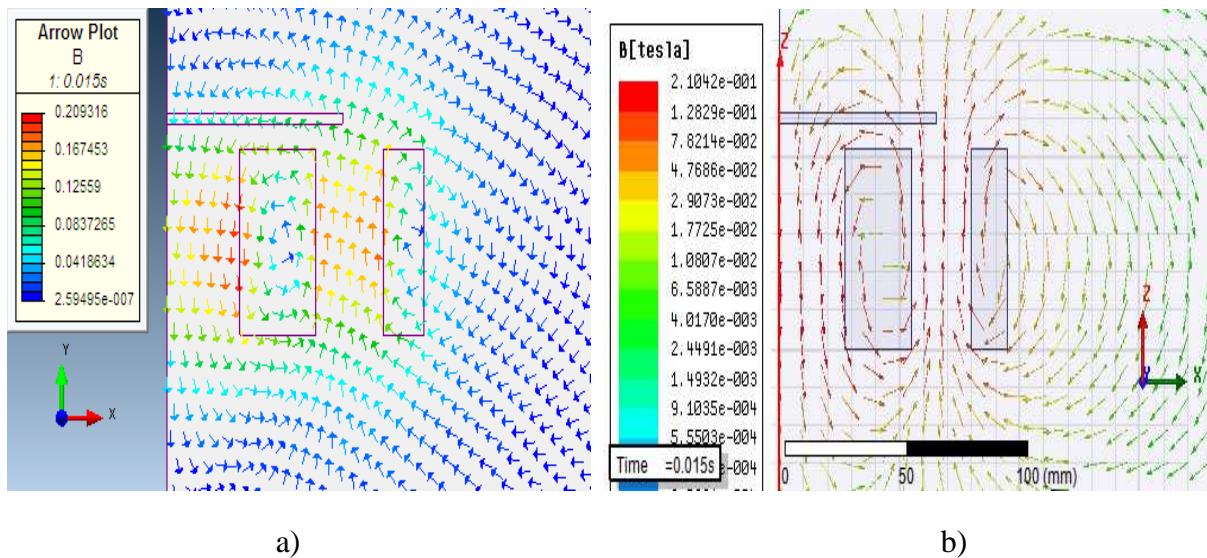 Arrow Plot
B
1: 0.015s
0.209316
0.167453
0.12559
0.0837265
0.0418634
2.59495e-007
Y
X
a)
B[tesla]
2.1042e-001
1.2829e-001
7.8214e-002
4.7686e-002
2.9073e-002
1.7725e-002
1.0807e-002
6.5887e-003
4.0170e-003
2.4491e-003
1.4932e-003
9.1035e-004
5.5503e-004
Time =0.015s
Z
Z
X
Y
0
50
100 (mm)
b)